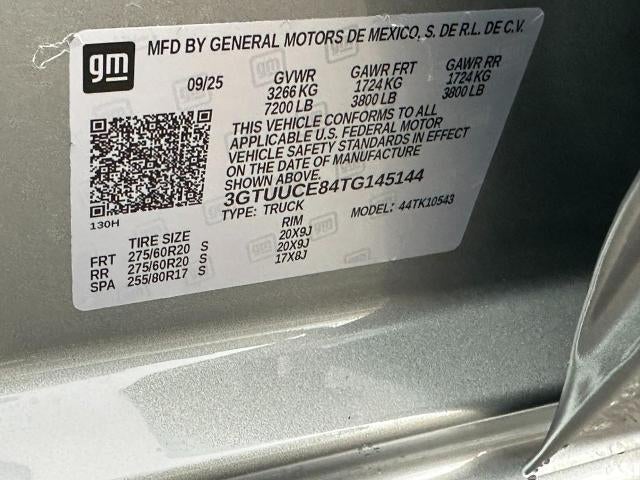 gm
MFD BY GENERAL MOTORS DE MEXICO, S. DE R.L. DE C.V.
09/25 GVWR GAWR FRT GAWR RR
3266 KG 1724 KG 1724 KG
7200 LB 3800 LB 3800 LB
THIS VEHICLE CONFORMS TO ALL
APPLICABLE U.S. FEDERAL MOTOR
VEHICLE SAFETY STANDARDS IN EFFECT
ON THE DATE OF MANUFACTURE
SHOWN ABOVE.
3GTUUCE84TG145144
TYPE: TRUCK MODEL: 44TK10543
130H
TIRE SIZE RIM
FRT 275/60R20 S 20X9J
RR 275/60R20 S 20X9J
SPA 255/80R17 S 17X8J